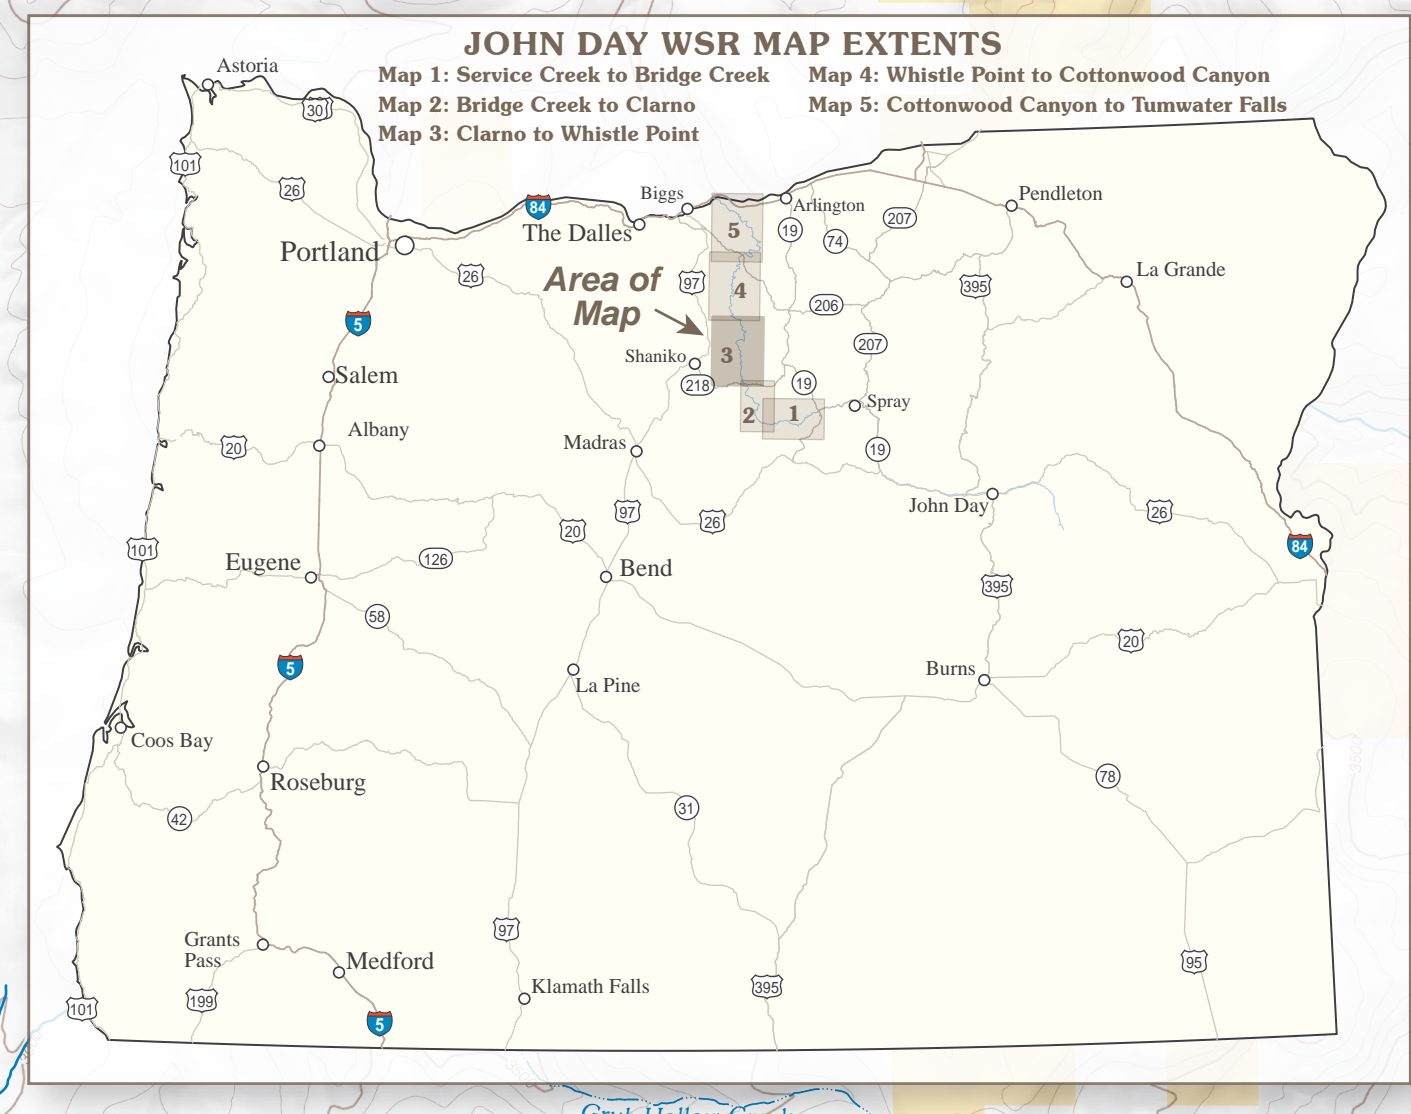 JOHN DAY WSR MAP EXTENTS
Map 1: Service Creek to Bridge Creek
Map 2: Bridge Creek to Clarno
Map 3: Clarno to Whistle Point
Map 4: Whistle Point to Cottonwood Canyon
Map 5: Cottonwood Canyon to Tumwater Falls
Astoria
30
101
26
Biggs
Arlington
Pendleton
84
The Dalles
5
19
74
207
Portland
26
Area of
Map
97
4
206
395
La Grande
5
Shaniko
3
207
218
19
Salem
2
1
Spray
Albany
20
Madras
19
John Day
97
26
20
26
84
101
126
Eugene
Bend
58
395
20
5
La Pine
Burns
Coos Bay
3500
Roseburg
78
42
31
Grants
Pass
97
Medford
95
199
Klamath Falls
395
101
5
3500
Grub Hollow Creek